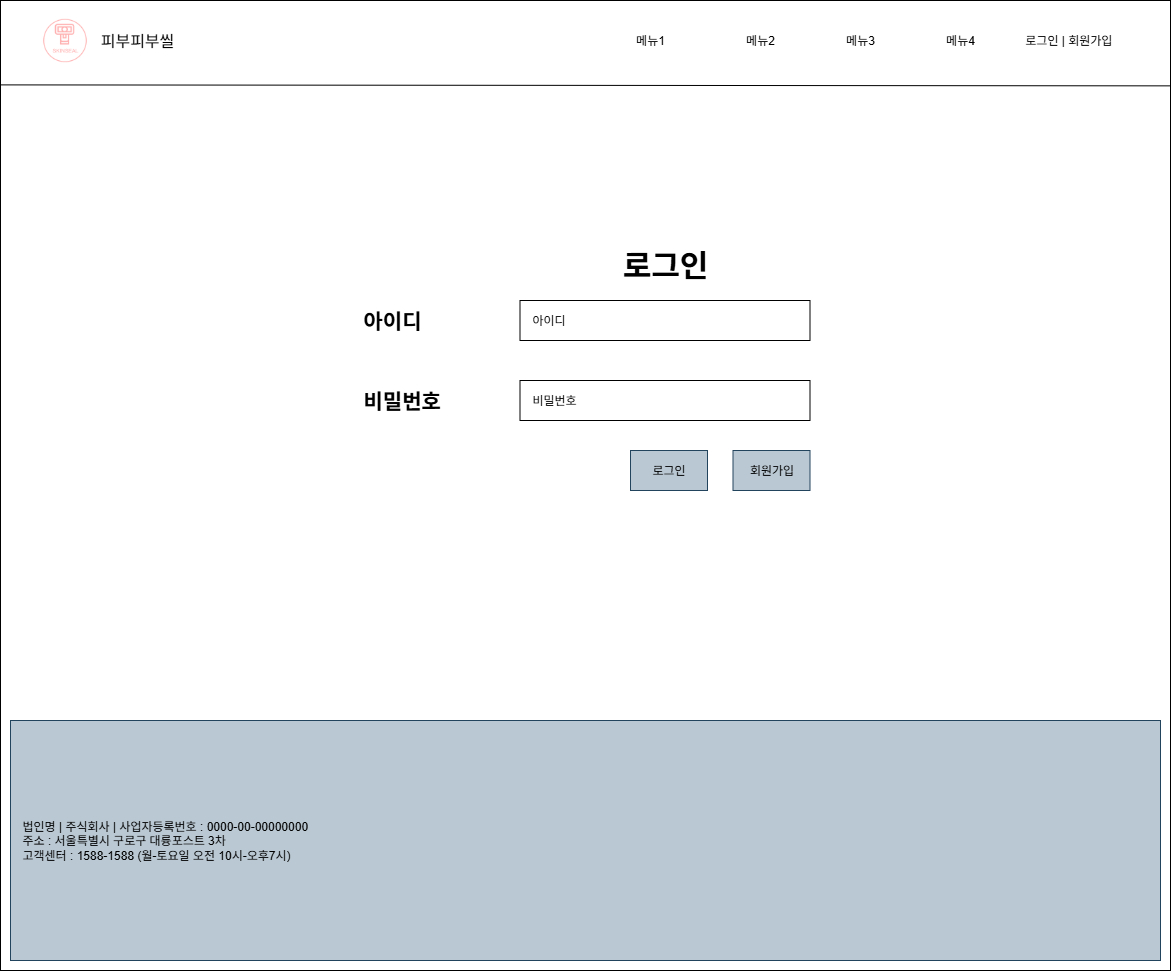 피부피부씰
메뉴1 메뉴2 메뉴3 메뉴4 로그인 | 회원가입
로그인
아이디 아이디
비밀번호 비밀번호
로그인 회원가입
법인명 | 주식회사 | 사업자등록번호 : 0000-00-00000000
주소 : 서울특별시 구로구 대륭포스트 3차
고객센터 : 1588-1588 (월-토요일 오전 10시-오후7시)